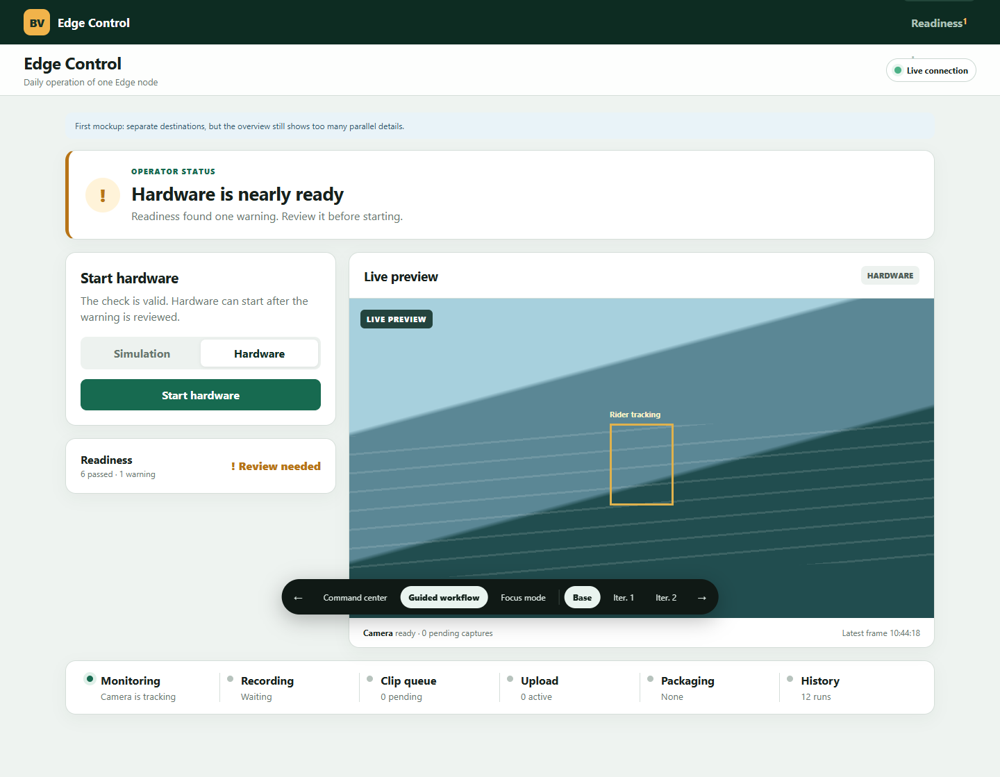 BV Edge Control
Readiness1
Edge Control
Daily operation of one Edge node
Live connection
First mockup: separate destinations, but the overview still shows too many parallel details.
OPERATOR STATUS
!
Hardware is nearly ready
Readiness found one warning. Review it before starting.
Start hardware
The check is valid. Hardware can start after the
warning is reviewed.
Simulation Hardware
Start hardware
Readiness
6 passed · 1 warning
! Review needed
Live preview
HARDWARE
LIVE PREVIEW
Rider tracking
← Command center Guided workflow Focus mode Base Iter. 1 Iter. 2 →
Camera ready · 0 pending captures
Latest frame 10:44:18
Monitoring
Camera is tracking
Recording
Waiting
Clip queue
0 pending
Upload
0 active
Packaging
None
History
12 runs